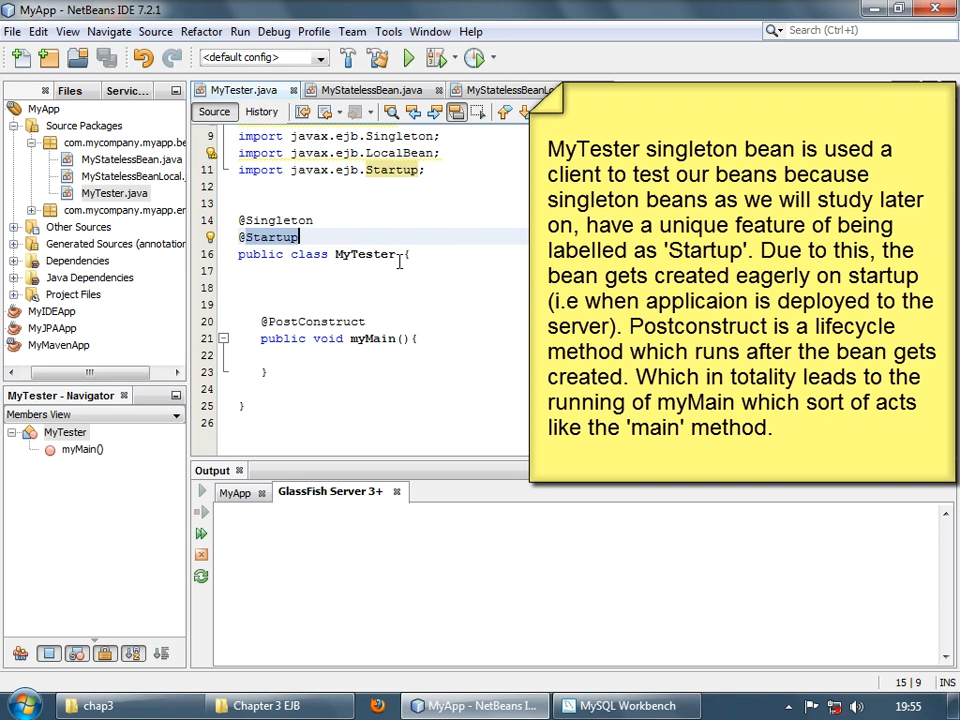 MyApp - NetBeans IDE 7.2.1
File Edit View Navigate Source Refactor Run Debug Profile Team Tools Window Help
Search (Ctrl+I)
<default config>
Files Servic...
MyTester.java MyStatelessBean.java MyStatelessBeanLo
Source History
MyApp
Source Packages
com.mycompany.myapp.be
MyStatelessBean.java
MyStatelessBeanLocal.
MyTester.java
com.mycompany.myapp.er
Other Sources
Generated Sources (annotatio
Dependencies
Java Dependencies
Project Files
MyIDEApp
MyJPAApp
MyMavenApp
MyTester - Navigator
Members View
MyTester
myMain()
9 import javax.ejb.Singleton;
import javax.ejb.LocalBean;
11 import javax.ejb.Startup;
12
13
14 @Singleton
@Startup
16 public class MyTester {
17
18
19
20 @PostConstruct
21 public void myMain(){
22
23 }
24
25 }
26
MyTester singleton bean is used a
client to test our beans because
singleton beans as we will study later
on, have a unique feature of being
labelled as 'Startup'. Due to this, the
bean gets created eagerly on startup
(i.e when applicaion is deployed to the
server). Postconstruct is a lifecycle
method which runs after the bean gets
created. Which in totality leads to the
running of myMain which sort of acts
like the 'main' method.
Output
MyApp GlassFish Server 3+
15 | 9 INS
chap3 Chapter 3 EJB MyApp - NetBeans I... MySQL Workbench 19:55